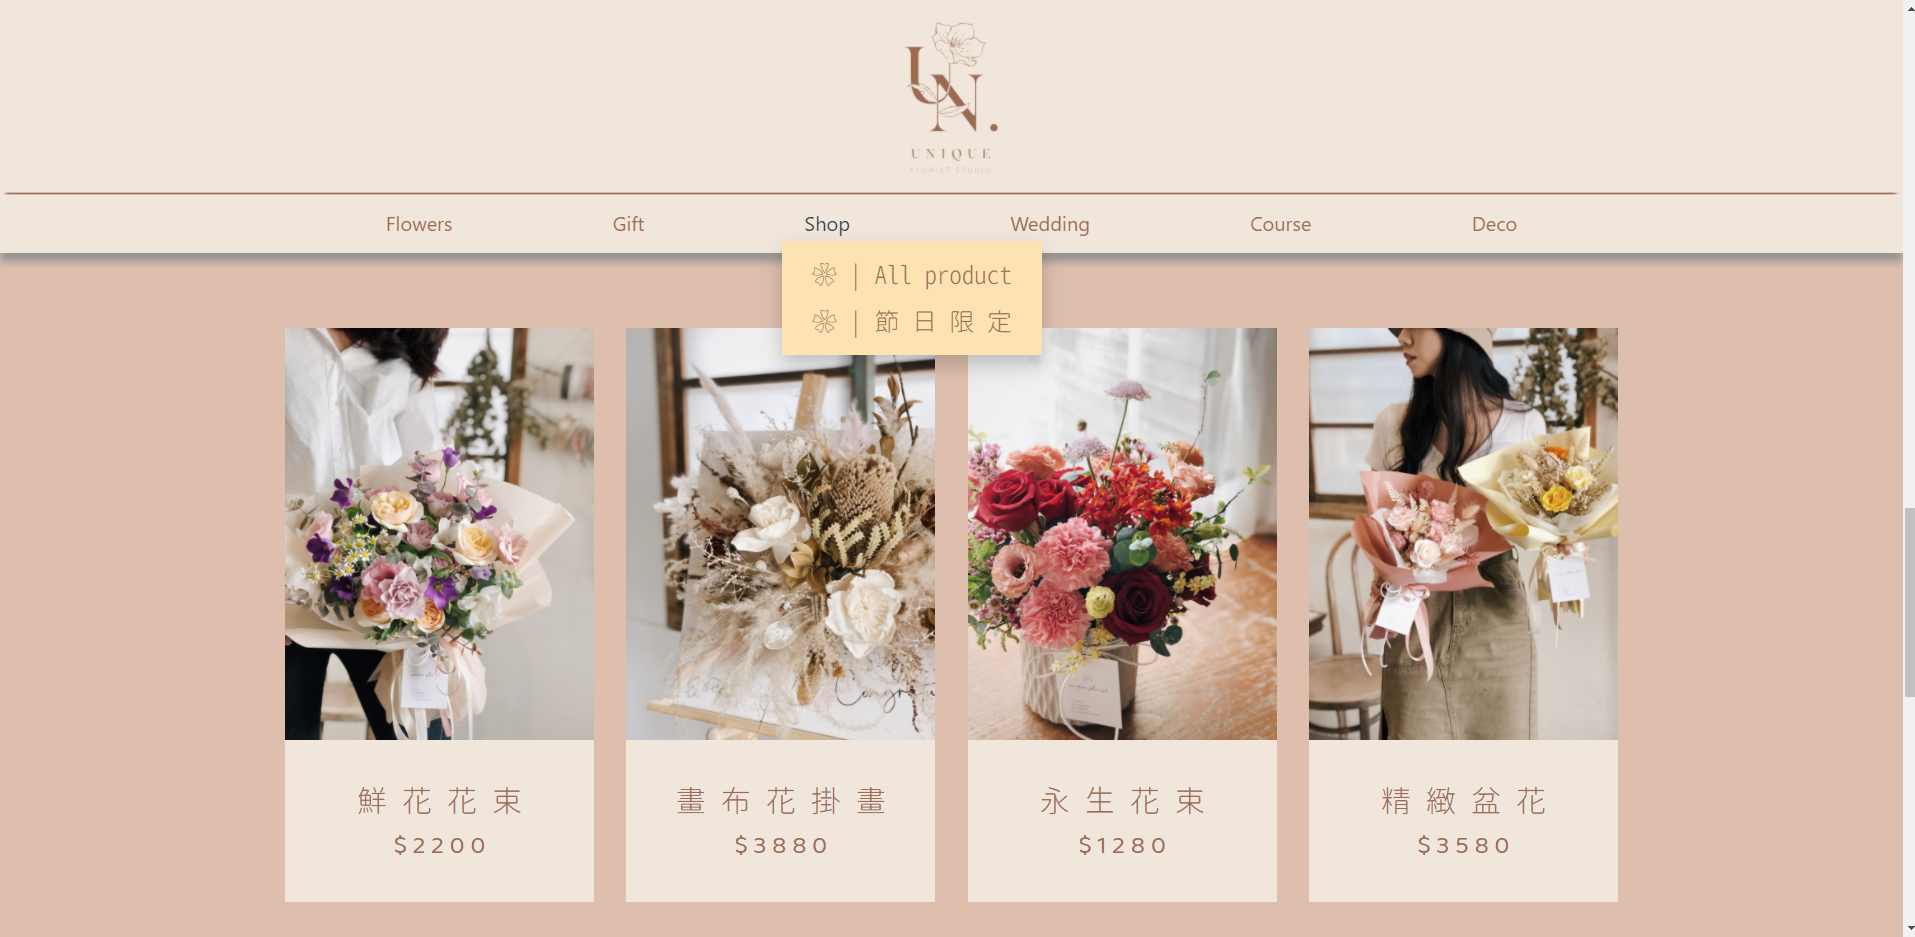 UN.
UNIQUE
FLORIST STUDIO
Flowers Gift Shop Wedding Course Deco
| All product
| 節日限定
鮮花花束 畫布花掛畫 永生花束 精緻盆花
$2200 $3880 $1280 $3580